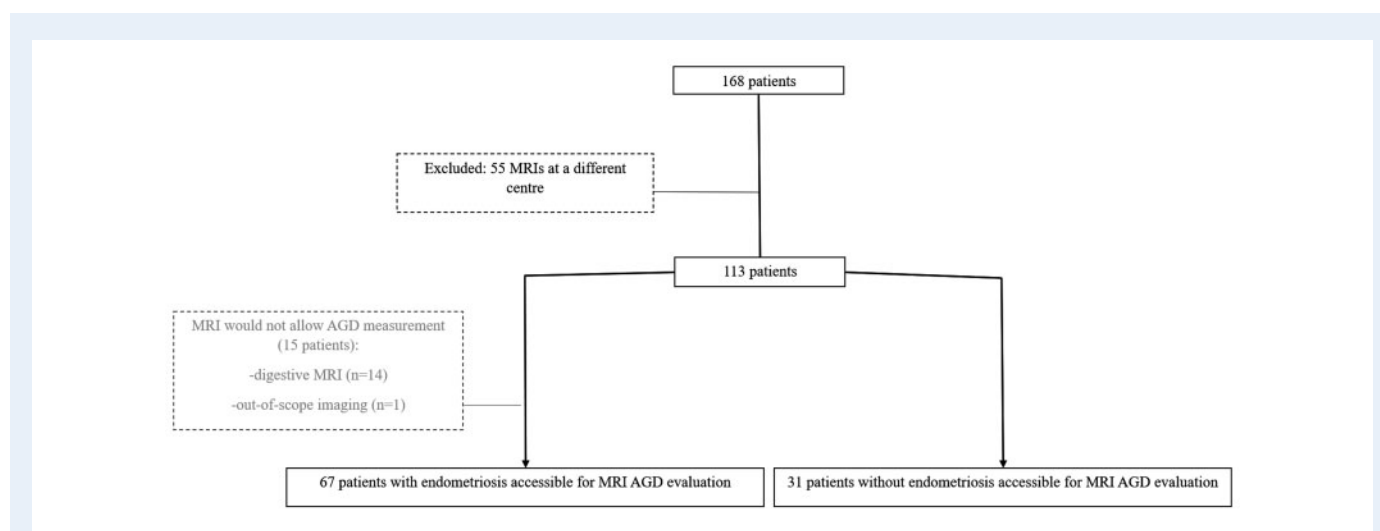 168 patients
Excluded: 55 MRIs at a different
centre
113 patients
MRI would not allow AGD measurement
(15 patients):
-digestive MRI (n=14)
-out-of-scope imaging (n=1)
67 patients with endometriosis accessible for MRI AGD evaluation
31 patients without endometriosis accessible for MRI AGD evaluation